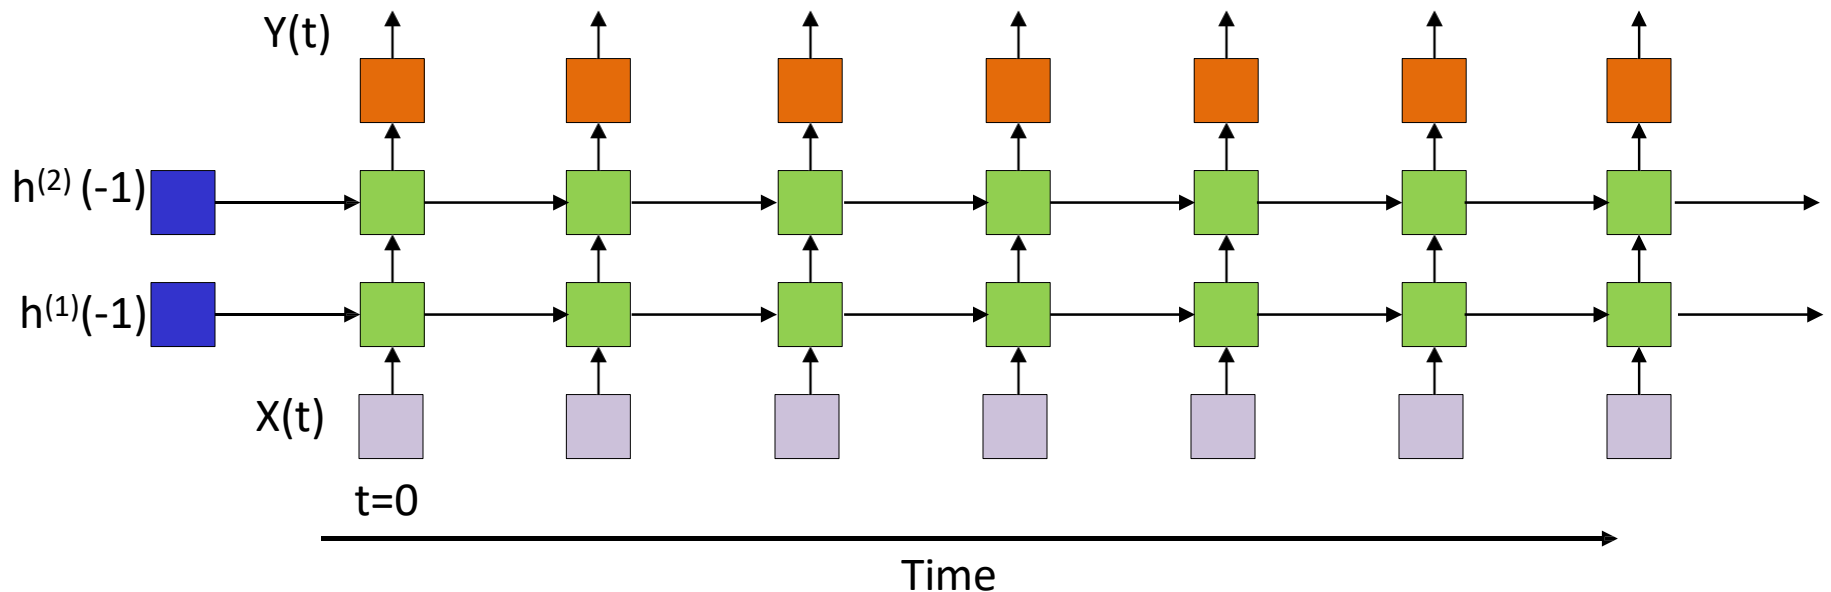 Y(t)
h⁽²⁾ (-1)
h⁽¹⁾(-1)
X(t)
t=0
Time